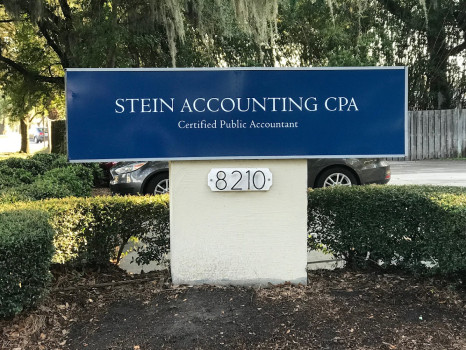 STEIN ACCOUNTING CPA
Certified Public Accountant
8210